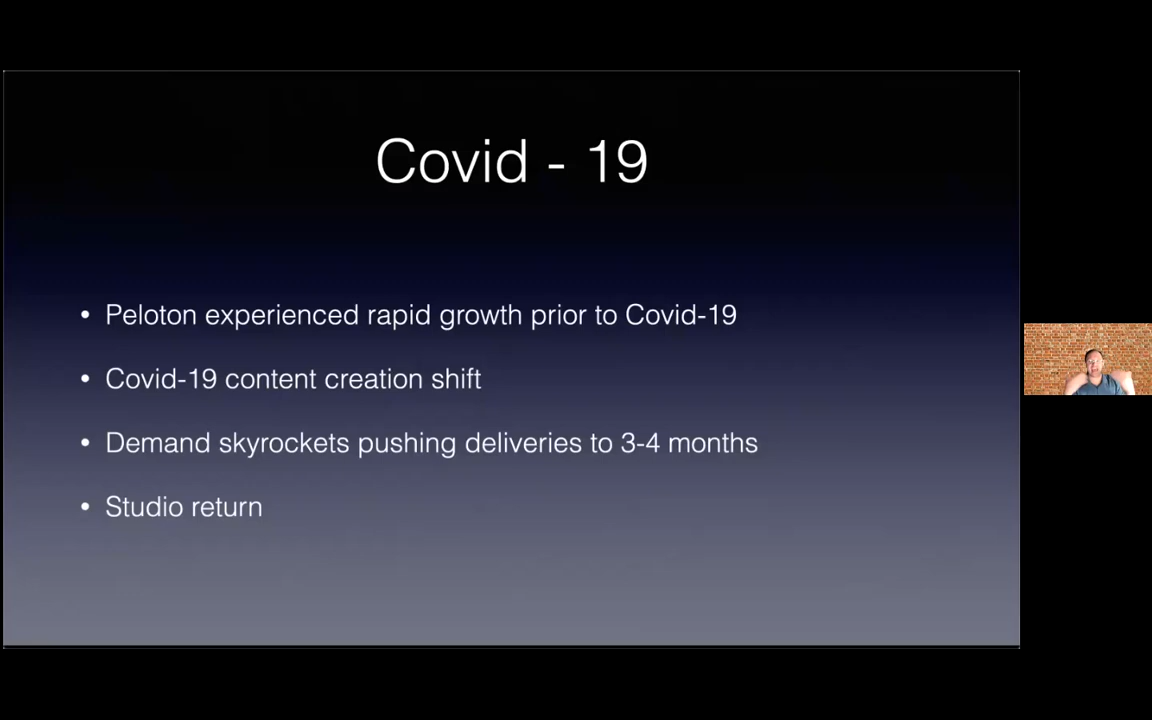 Covid - 19
• Peloton experienced rapid growth prior to Covid-19
• Covid-19 content creation shift
• Demand skyrockets pushing deliveries to 3-4 months
• Studio return